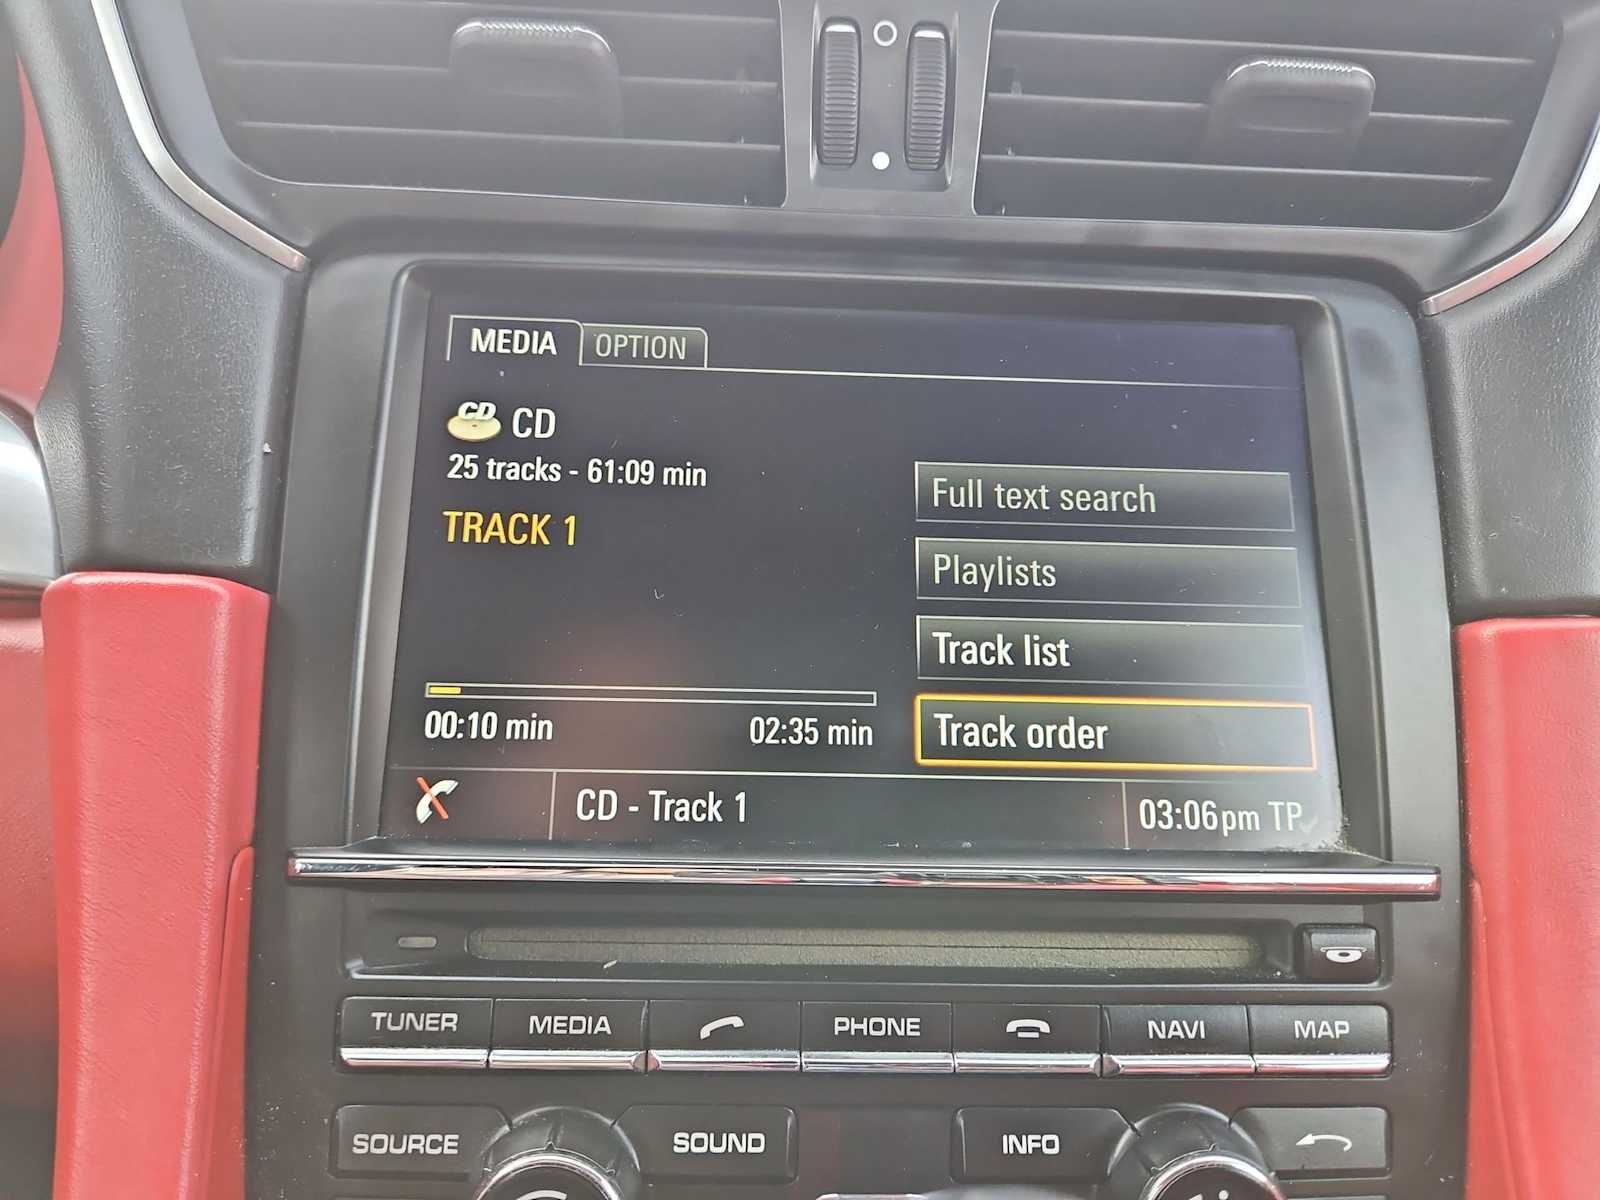 MEDIA OPTION
CD CD
25 tracks - 61:09 min
TRACK 1
Full text search
Playlists
Track list
Track order
00:10 min 02:35 min
CD - Track 1 03:06pm TP
TUNER MEDIA PHONE NAVI MAP
SOURCE SOUND INFO